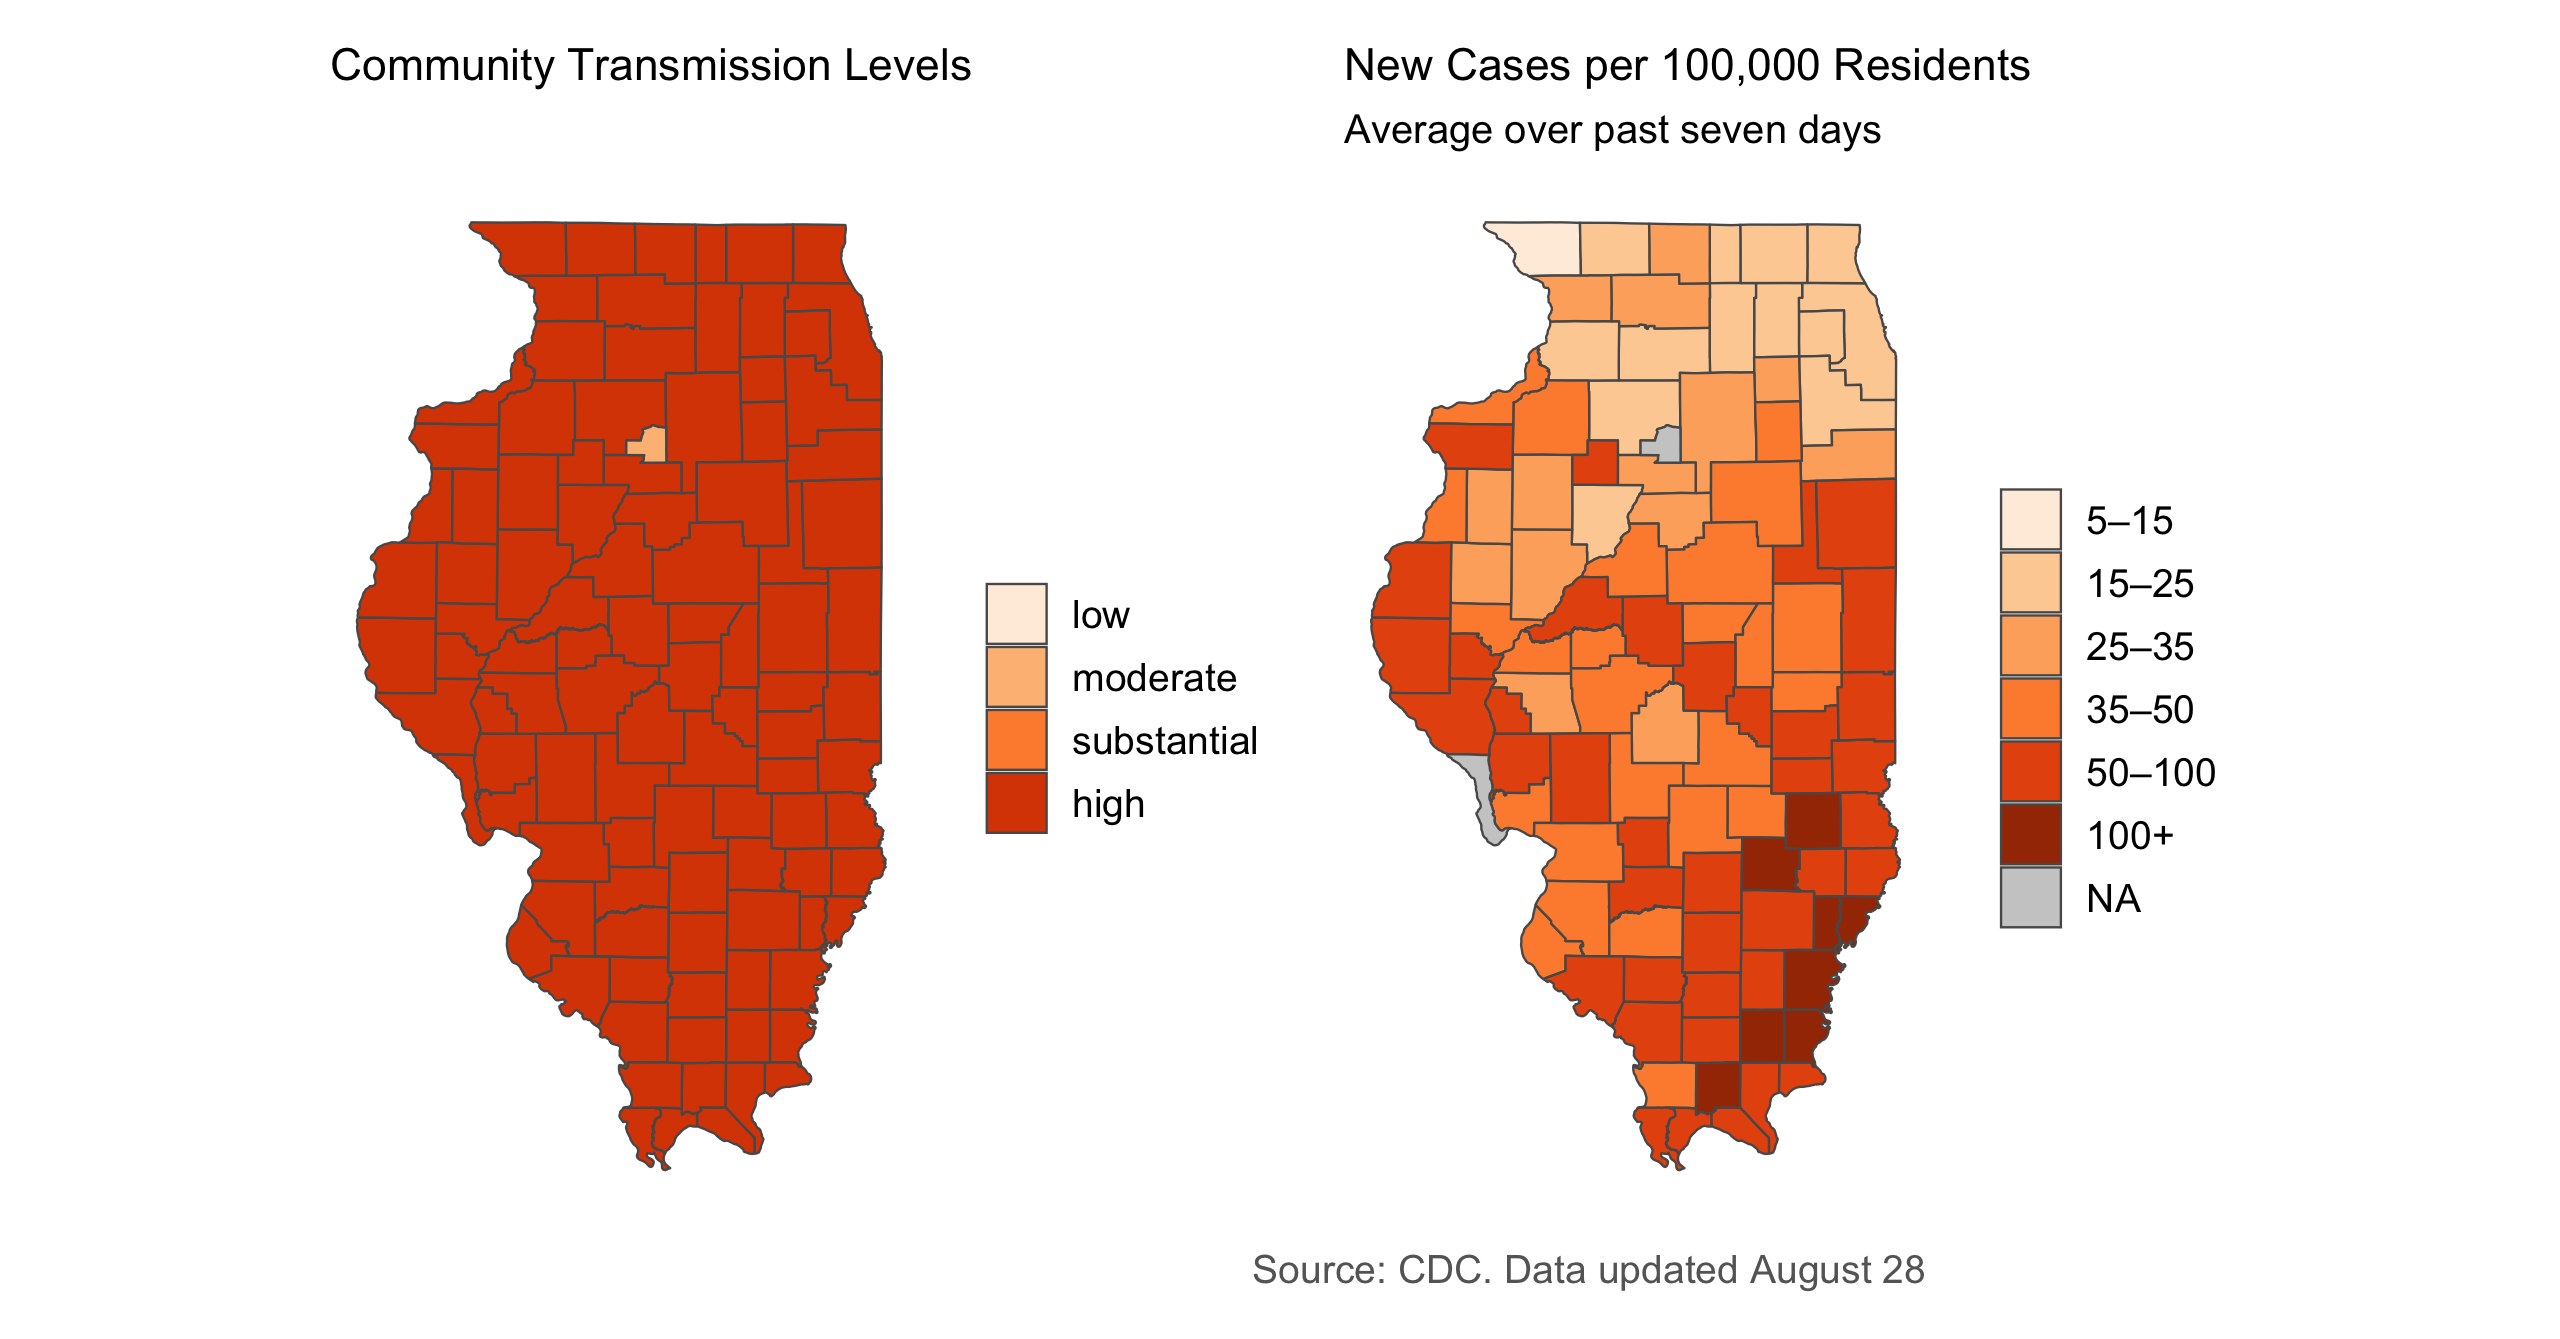 Community Transmission Levels
low
moderate
substantial
high
New Cases per 100,000 Residents
Average over past seven days
5–15
15–25
25–35
35–50
50–100
100+
NA
Source: CDC. Data updated August 28